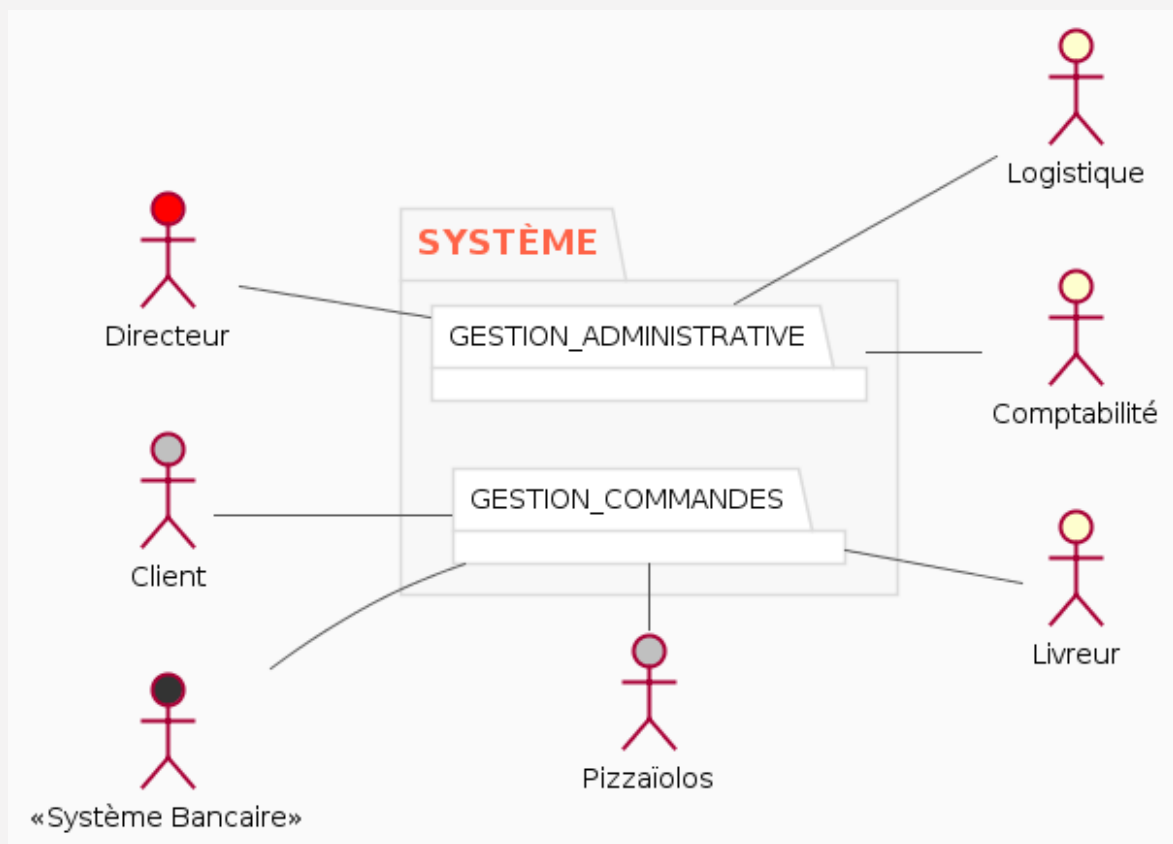 Logistique
Directeur
SYSTÈME
GESTION_ADMINISTRATIVE
Comptabilité
Client
GESTION_COMMANDES
Livreur
Pizzaïolos
«Système Bancaire»